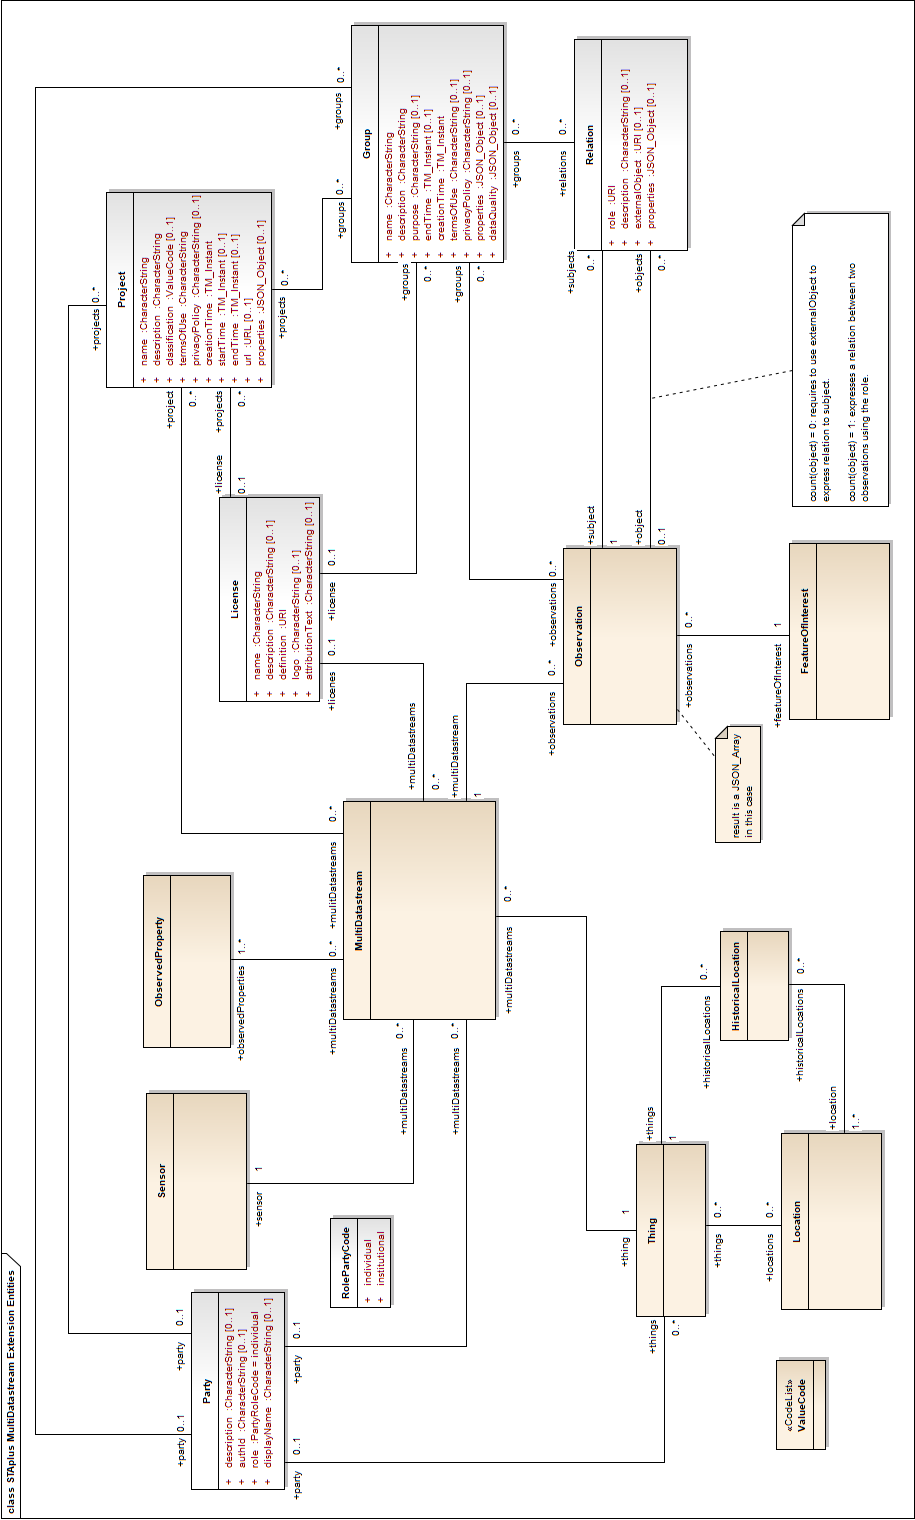 class STAplus MultiDatastream Extension Entities
Party
+ description :CharacterString [0..1]
+ authId :CharacterString [0..1]
+ role :PartyRoleCode = individual
+ displayName :CharacterString [0..1]
Sensor
ObservedProperty
RolePartyCode
+ individual
+ institutional
MultiDatastream
License
+ name :CharacterString
+ description :CharacterString [0..1]
+ definition :URI
+ logo :CharacterString [0..1]
+ attributionText :CharacterString [0..1]
Project
+ name :CharacterString
+ description :CharacterString
+ classification :ValueCode [0..1]
+ termsOfUse :CharacterString
+ privacyPolicy :CharacterString [0..1]
+ creationTime :TM_Instant
+ startTime :TM_Instant [0..1]
+ endTime :TM_Instant [0..1]
+ url :URL [0..1]
+ properties :JSON_Object [0..1]
Group
+ name :CharacterString
+ description :CharacterString
+ purpose :CharacterString [0..1]
+ endTime :TM_Instant [0..1]
+ creationTime :TM_Instant
+ termsOfUse :CharacterString [0..1]
+ privacyPolicy :CharacterString [0..1]
+ properties :JSON_Object [0..1]
+ dataQuality :JSON_Object [0..1]
Relation
+ role :URI
+ description :CharacterString [0..1]
+ externalObject :URI [0..1]
+ properties :JSON_Object [0..1]
Observation
FeatureOfInterest
Thing
Location
HistoricalLocation
«CodeList»
ValueCode
result is a JSON_Array
in this case
count(object) = 0: requires to use externalObject to
express relation to subject.
count(object) = 1: expresses a relation between two
observations using the role.
+party 0..1
+groups 0..*
+party 0..1
+projects 0..*
+party 0..1
+multiDatastreams 0..*
+party 0..1
+things 0..*
+sensor 1
+multiDatastreams 0..*
+observedProperties 1..*
+multiDatastreams 0..*
+project 0..*
+mulitDatastreams 0..*
+projects 0..*
+license 0..1
+projects 0..*
+groups 0..*
+license 0..1
+groups 0..*
+licenes 0..1
+multiDatastreams 0..*
+multiDatastream 1
+observations 0..*
+observations 0..*
+groups 0..*
+groups 0..*
+relations 0..*
+subjects 0..*
+subject 1
+objects 0..*
+object 0..1
+observations 0..*
+featureOfInterest 1
+multiDatastreams 0..*
+thing 1
+things 1
+historicalLocations 0..*
+historicalLocations 0..*
+location 1..*
+things 0..*
+locations 0..*